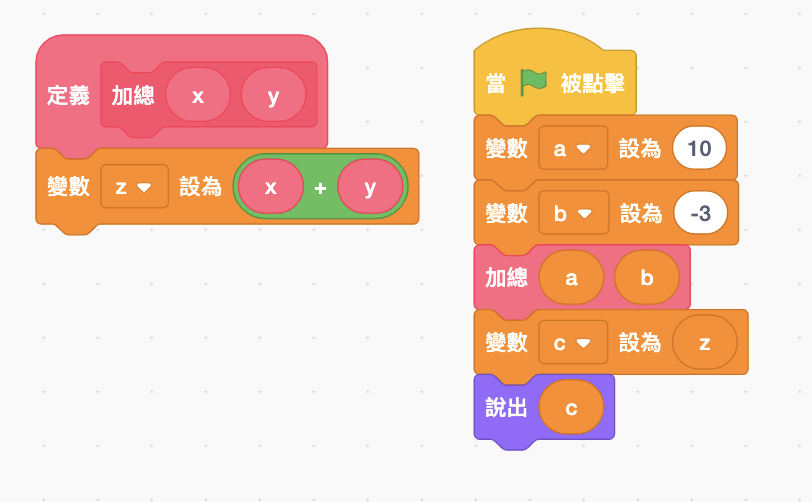 定義 加總 x y
變數 z 設為 x + y
當 被點擊
變數 a 設為 10
變數 b 設為 -3
加總 a b
變數 c 設為 z
說出 c